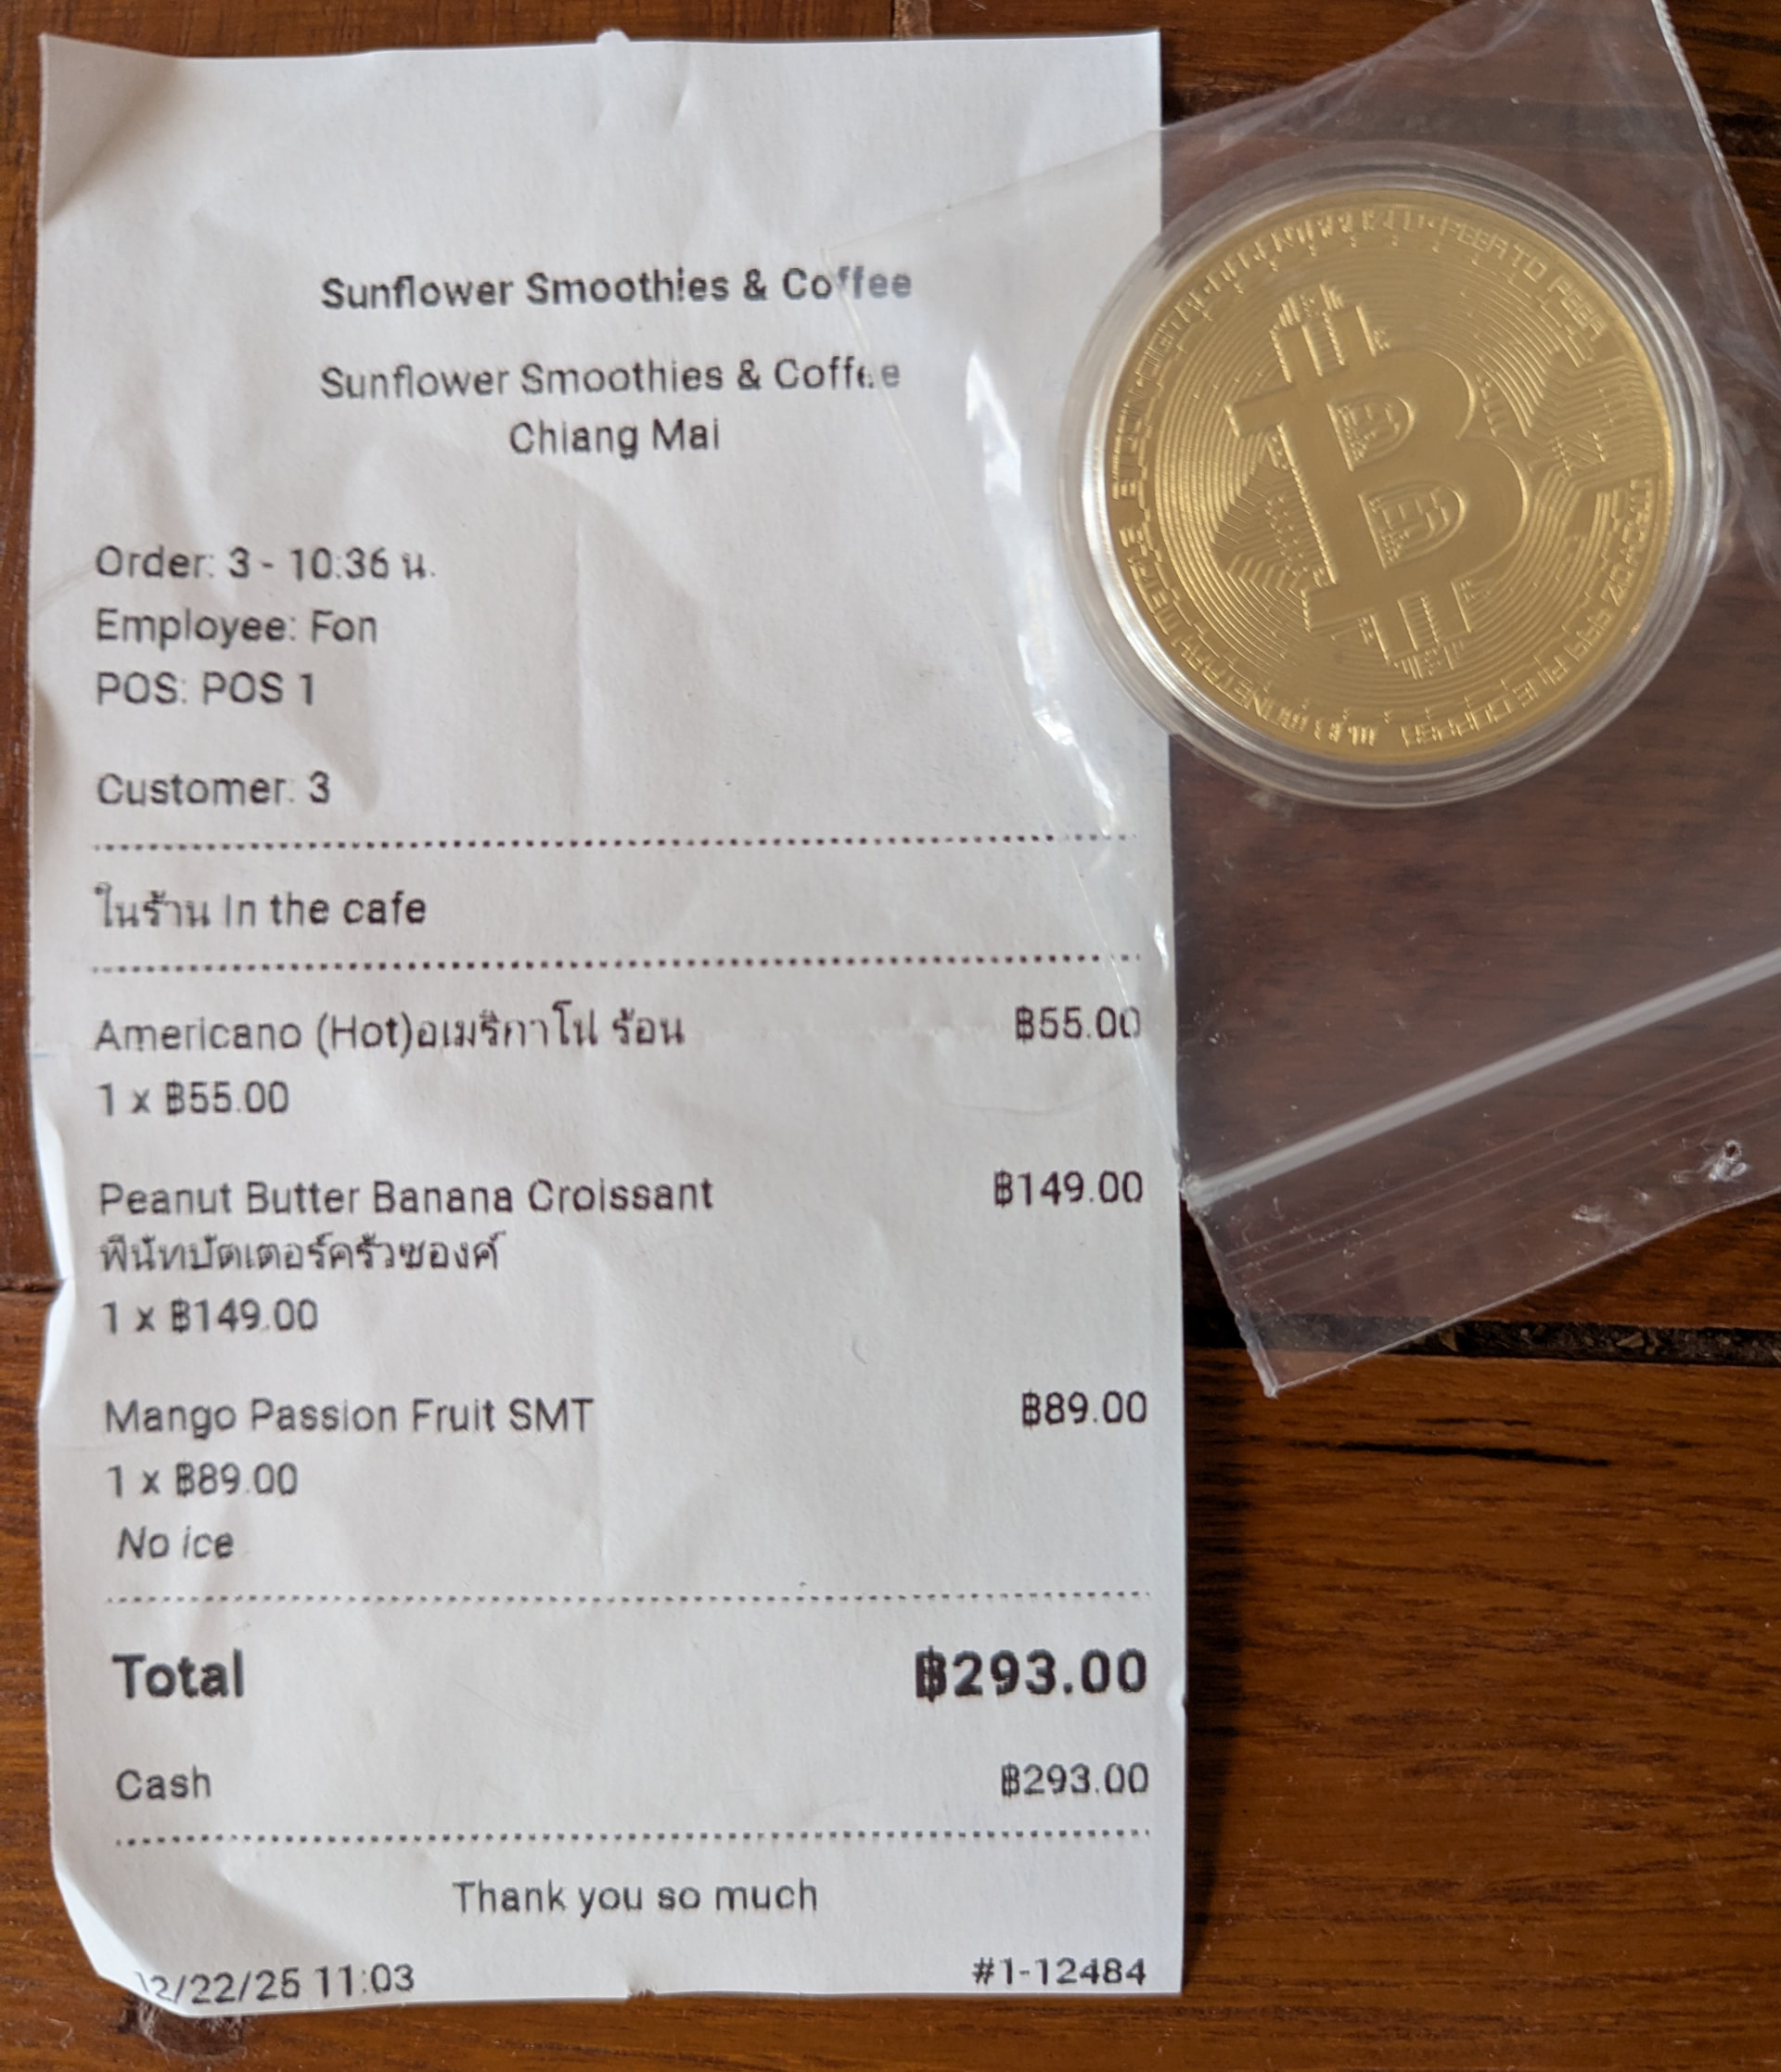 Sunflower Smoothies & Coffee
Sunflower Smoothies & Coffee
Chiang Mai
Order: 3 - 10:36 น.
Employee: Fon
POS: POS 1
Customer: 3
ในร้าน In the cafe
Americano (Hot)อเมริกาโน่ ร้อน ฿55.00
1 x ฿55.00
Peanut Butter Banana Croissant ฿149.00
พีนัทบัตเตอร์ครัวซองค์
1 x ฿149.00
Mango Passion Fruit SMT ฿89.00
1 x ฿89.00
No ice
Total ฿293.00
Cash ฿293.00
Thank you so much
12/22/25 11:03 #1-12484
PEER TO PEER